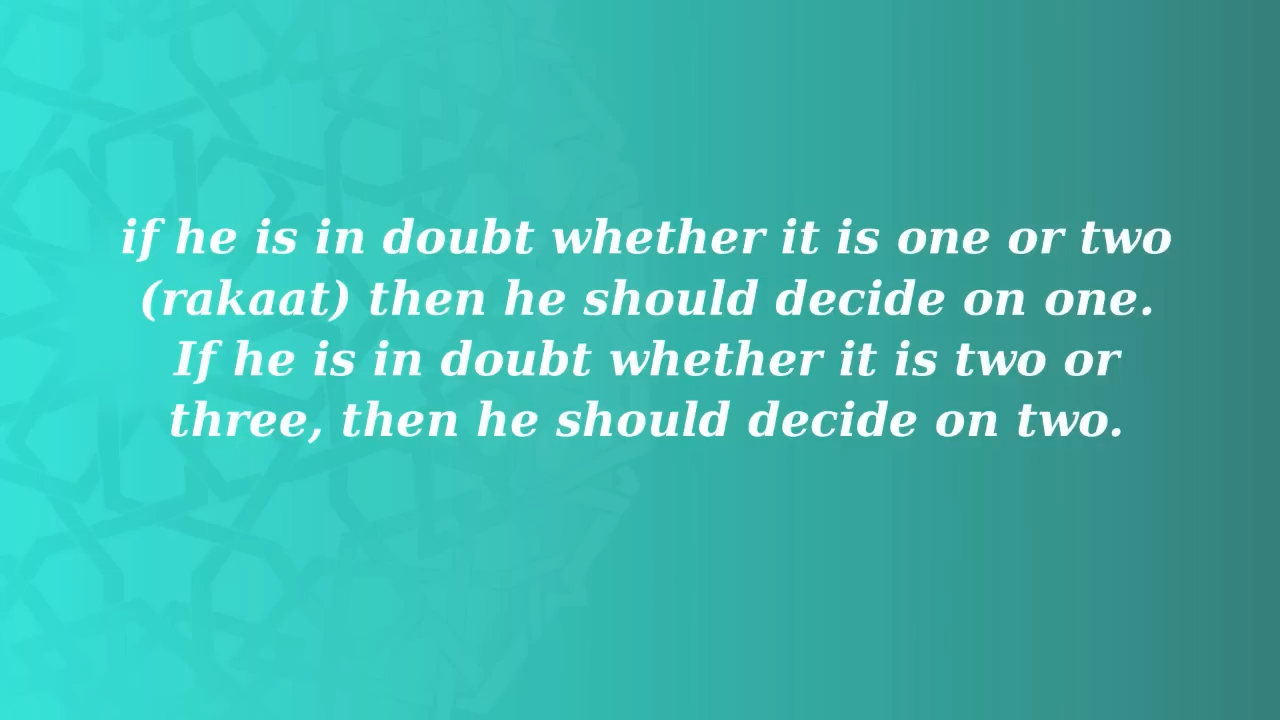 if he is in doubt whether it is one or two
(rakaat) then he should decide on one.
If he is in doubt whether it is two or
three, then he should decide on two.